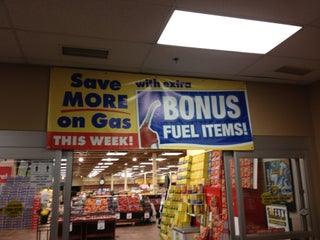 Save with extra
MORE BONUS
on Gas FUEL ITEMS!
THIS WEEK!